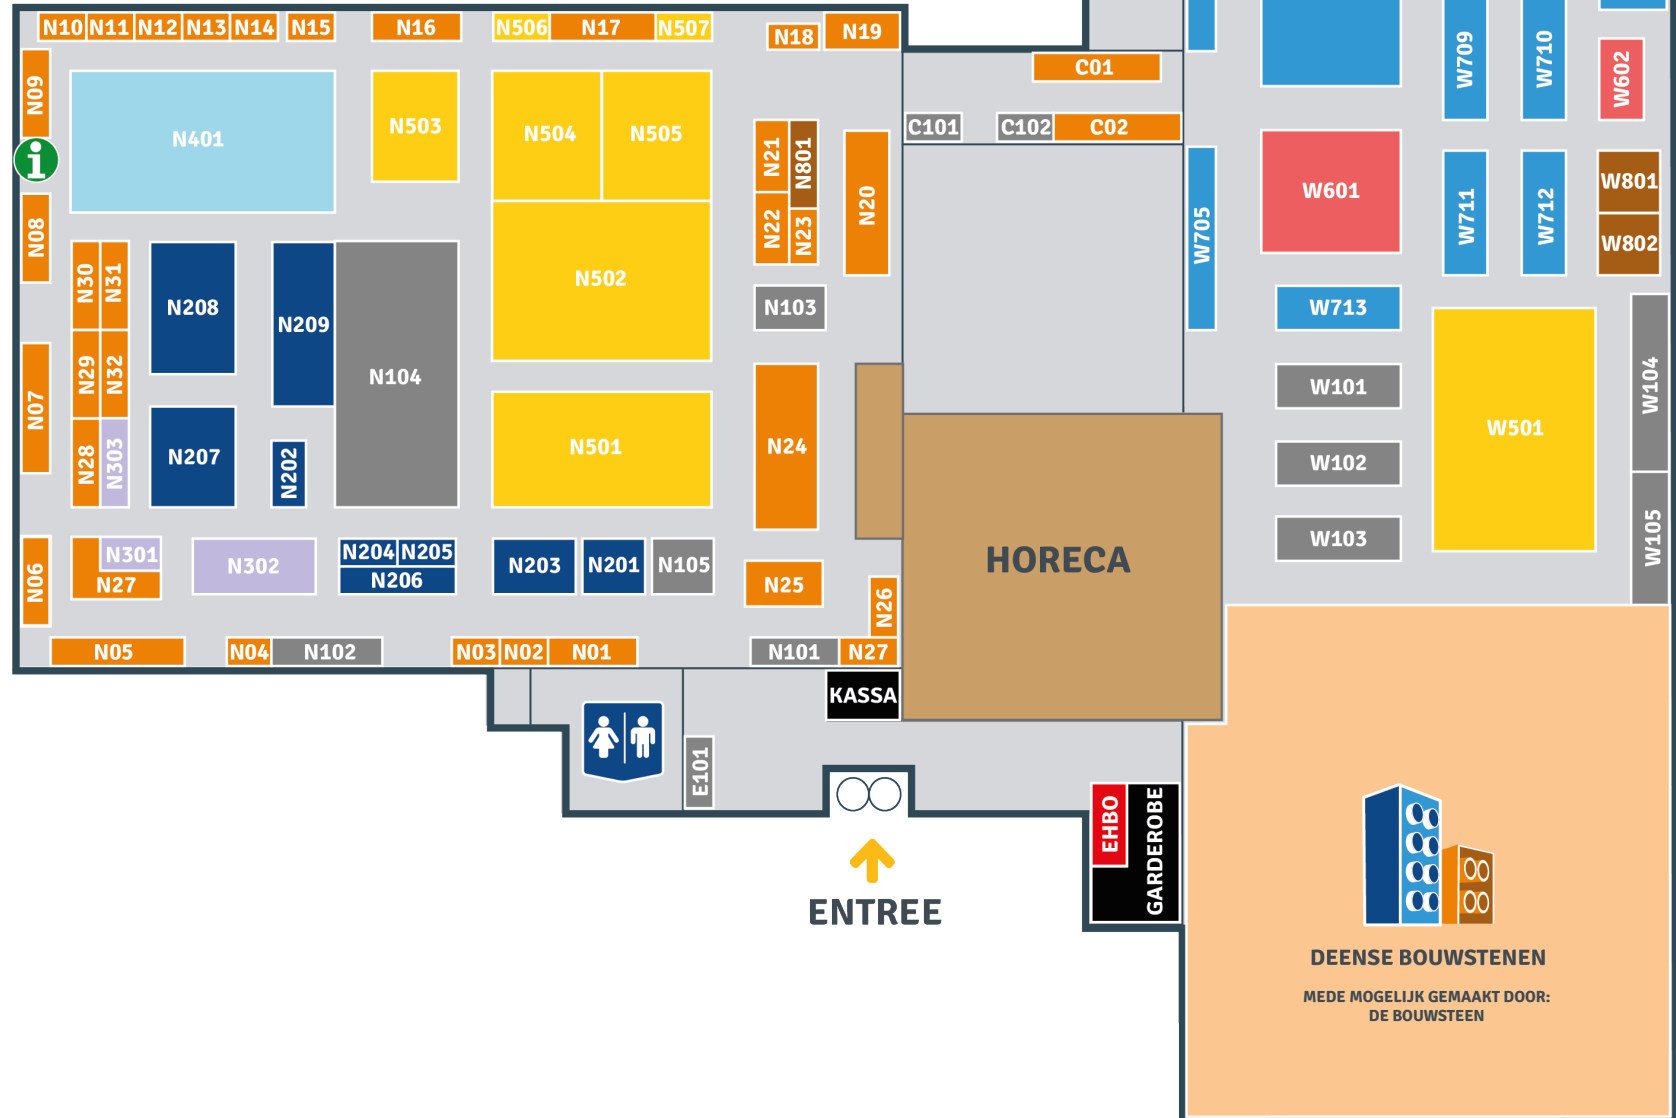 N10 N11 N12 N13 N14 N15 N16 N506 N17 N507 N18 N19
N09
N401
N503
N504
N505
N21
N801
N20
N22
N23
N08
N30
N31
N208
N209
N104
N502
N103
N07
N29
N32
N28
N303
N207
N202
N501
N24
N06
N301
N27
N302
N204 N205
N206
N203
N201
N105
N25
N26
N05
N04
N102
N03 N02 N01
N101
N27
KASSA
E101
C01
C101
C102
C02
HORECA
ENTREE
EHBO
GARDEROBE
W709
W710
W602
W705
W601
W711
W712
W801
W802
W713
W101
W102
W103
W501
W104
W105
DEENSE BOUWSTENEN
MEDE MOGELIJK GEMAAKT DOOR:
DE BOUWSTEEN